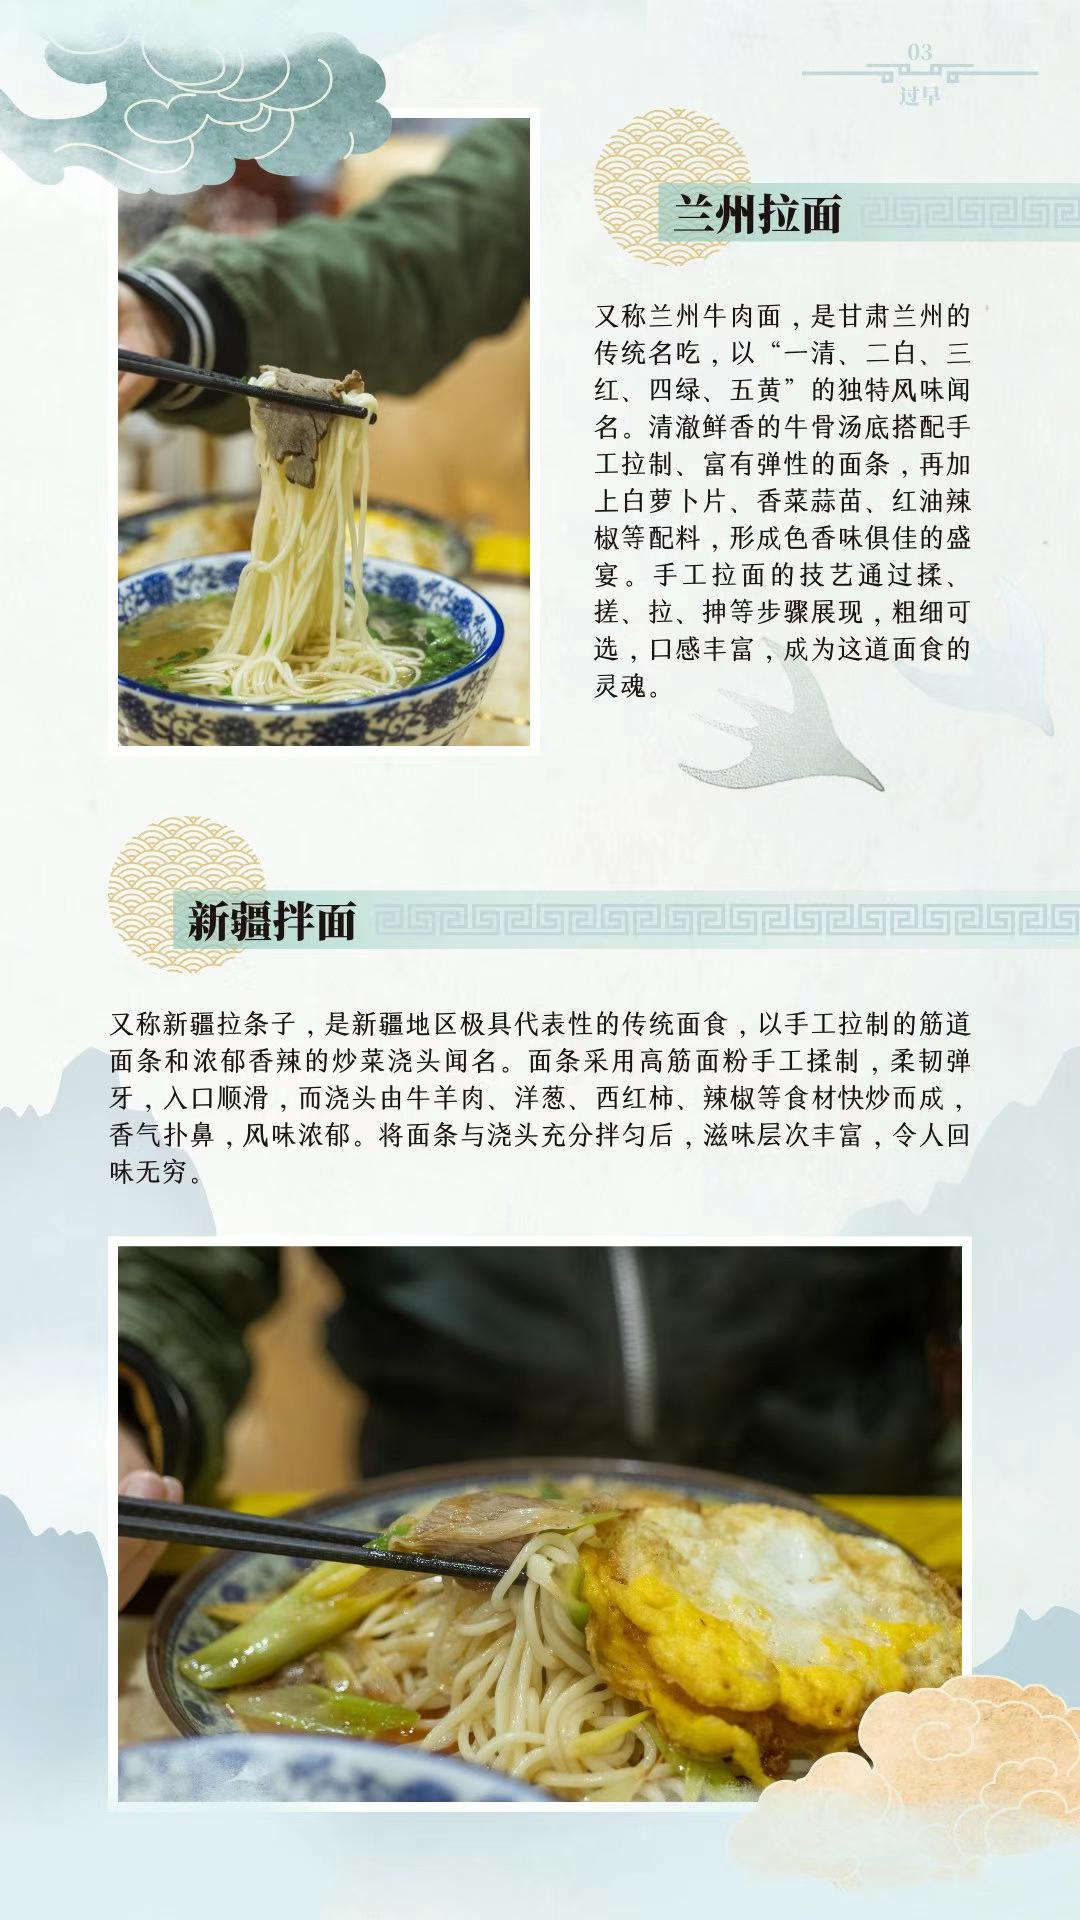 03
过早
兰州拉面
又称兰州牛肉面，是甘肃兰州的
传统名吃，以“一清、二白、三
红、四绿、五黄”的独特风味闻
名。清澈鲜香的牛骨汤底搭配手
工拉制、富有弹性的面条，再加
上白萝卜片、香菜蒜苗、红油辣
椒等配料，形成色香味俱佳的盛
宴。手工拉面的技艺通过揉、
搓、拉、抻等步骤展现，粗细可
选，口感丰富，成为这道面食的
灵魂。
新疆拌面
又称新疆拉条子，是新疆地区极具代表性的传统面食，以手工拉制的筋道
面条和浓郁香辣的炒菜浇头闻名。面条采用高筋面粉手工揉制，柔韧弹
牙，入口顺滑，而浇头由牛羊肉、洋葱、西红柿、辣椒等食材快炒而成，
香气扑鼻，风味浓郁。将面条与浇头充分拌匀后，滋味层次丰富，令人回
味无穷。